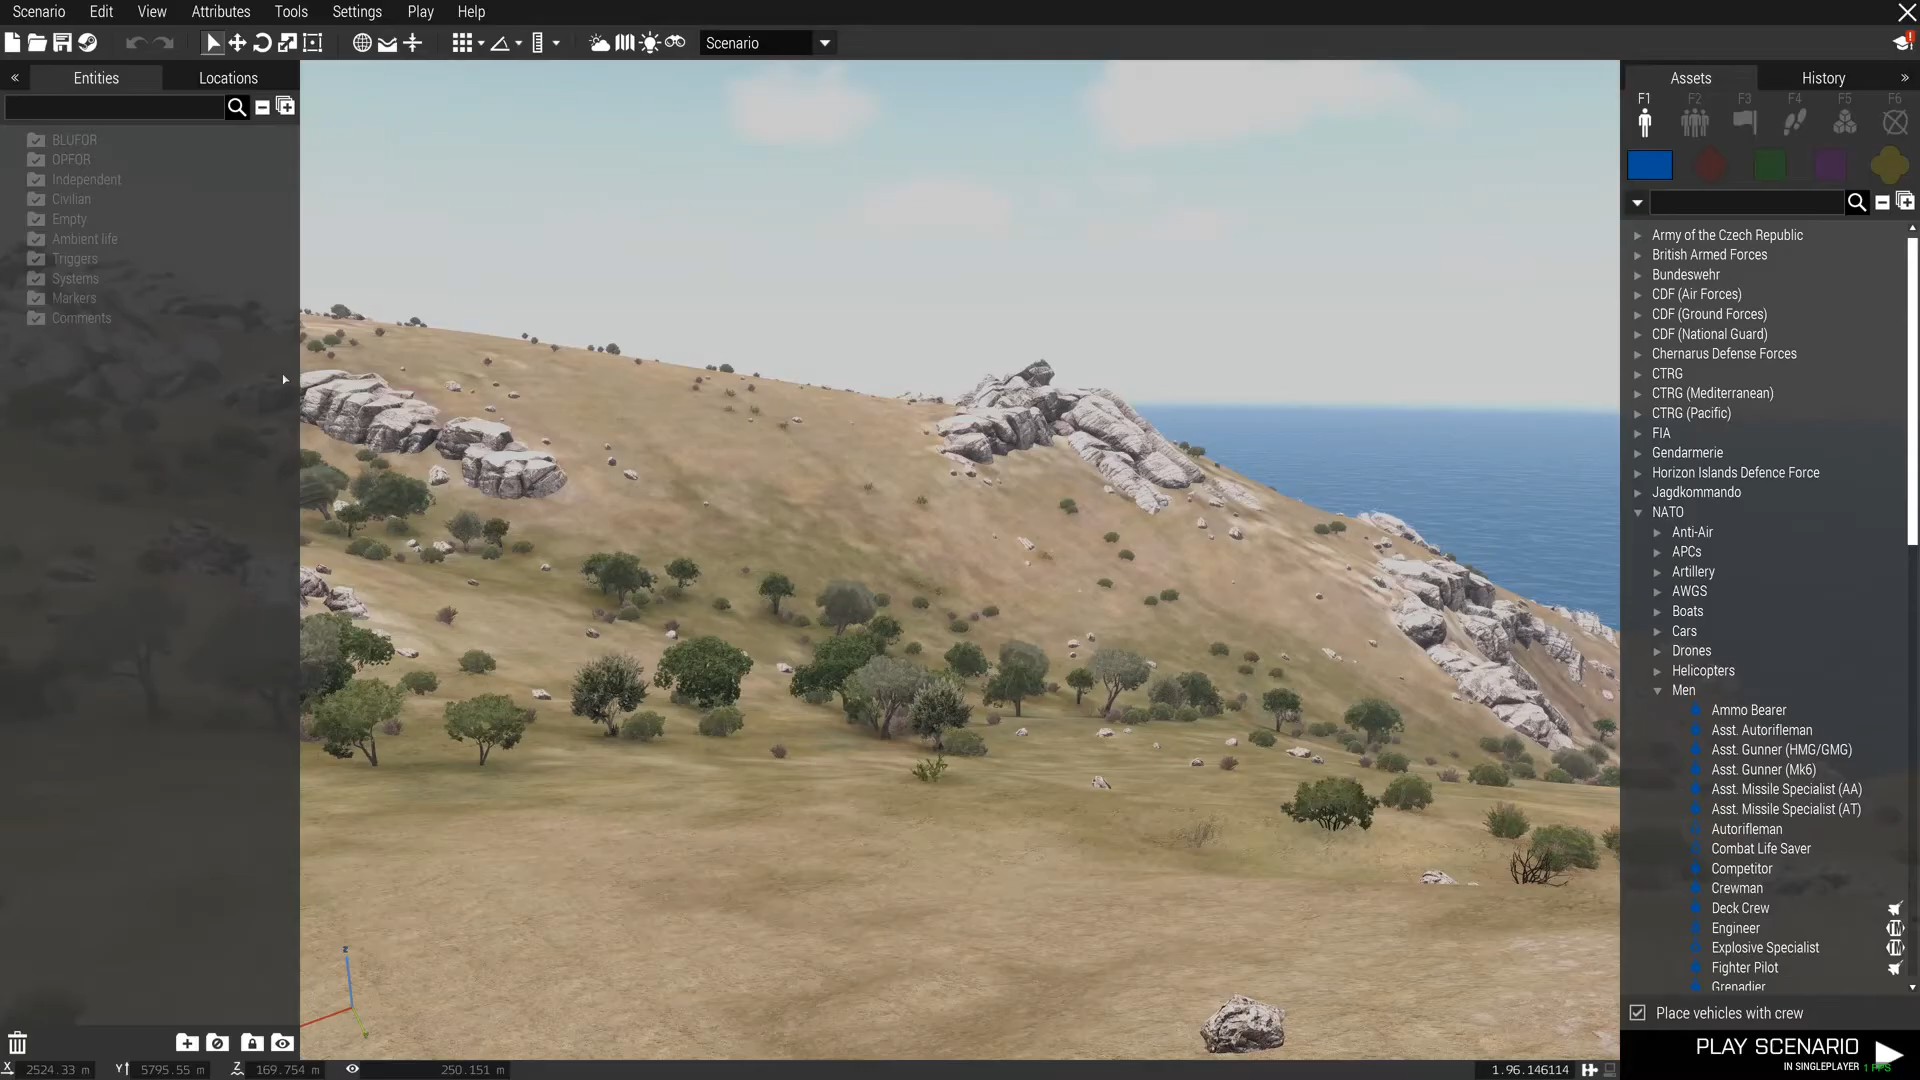 Scenario Edit View Attributes Tools Settings Play Help
Scenario
Entities Locations
Assets History
F1 F2 F3 F4 F5 F6
BLUFOR
OPFOR
Independent
Civilian
Empty
Ambient life
Triggers
Systems
Markers
Comments
Army of the Czech Republic
British Armed Forces
Bundeswehr
CDF (Air Forces)
CDF (Ground Forces)
CDF (National Guard)
Chernarus Defense Forces
CTRG
CTRG (Mediterranean)
CTRG (Pacific)
FIA
Gendarmerie
Horizon Islands Defence Force
Jagdkommando
NATO
Anti-Air
APCs
Artillery
AWGS
Boats
Cars
Drones
Helicopters
Men
Ammo Bearer
Asst. Autorifleman
Asst. Gunner (HMG/GMG)
Asst. Gunner (Mk6)
Asst. Missile Specialist (AA)
Asst. Missile Specialist (AT)
Autorifleman
Combat Life Saver
Competitor
Crewman
Deck Crew
Engineer
Explosive Specialist
Fighter Pilot
Grenadier
Place vehicles with crew
PLAY SCENARIO
IN SINGLEPLAYER 1 FPS
X 2524.33 m Y 5795.55 m Z 169.754 m 250.151 m 1.96.146114
Z
Y